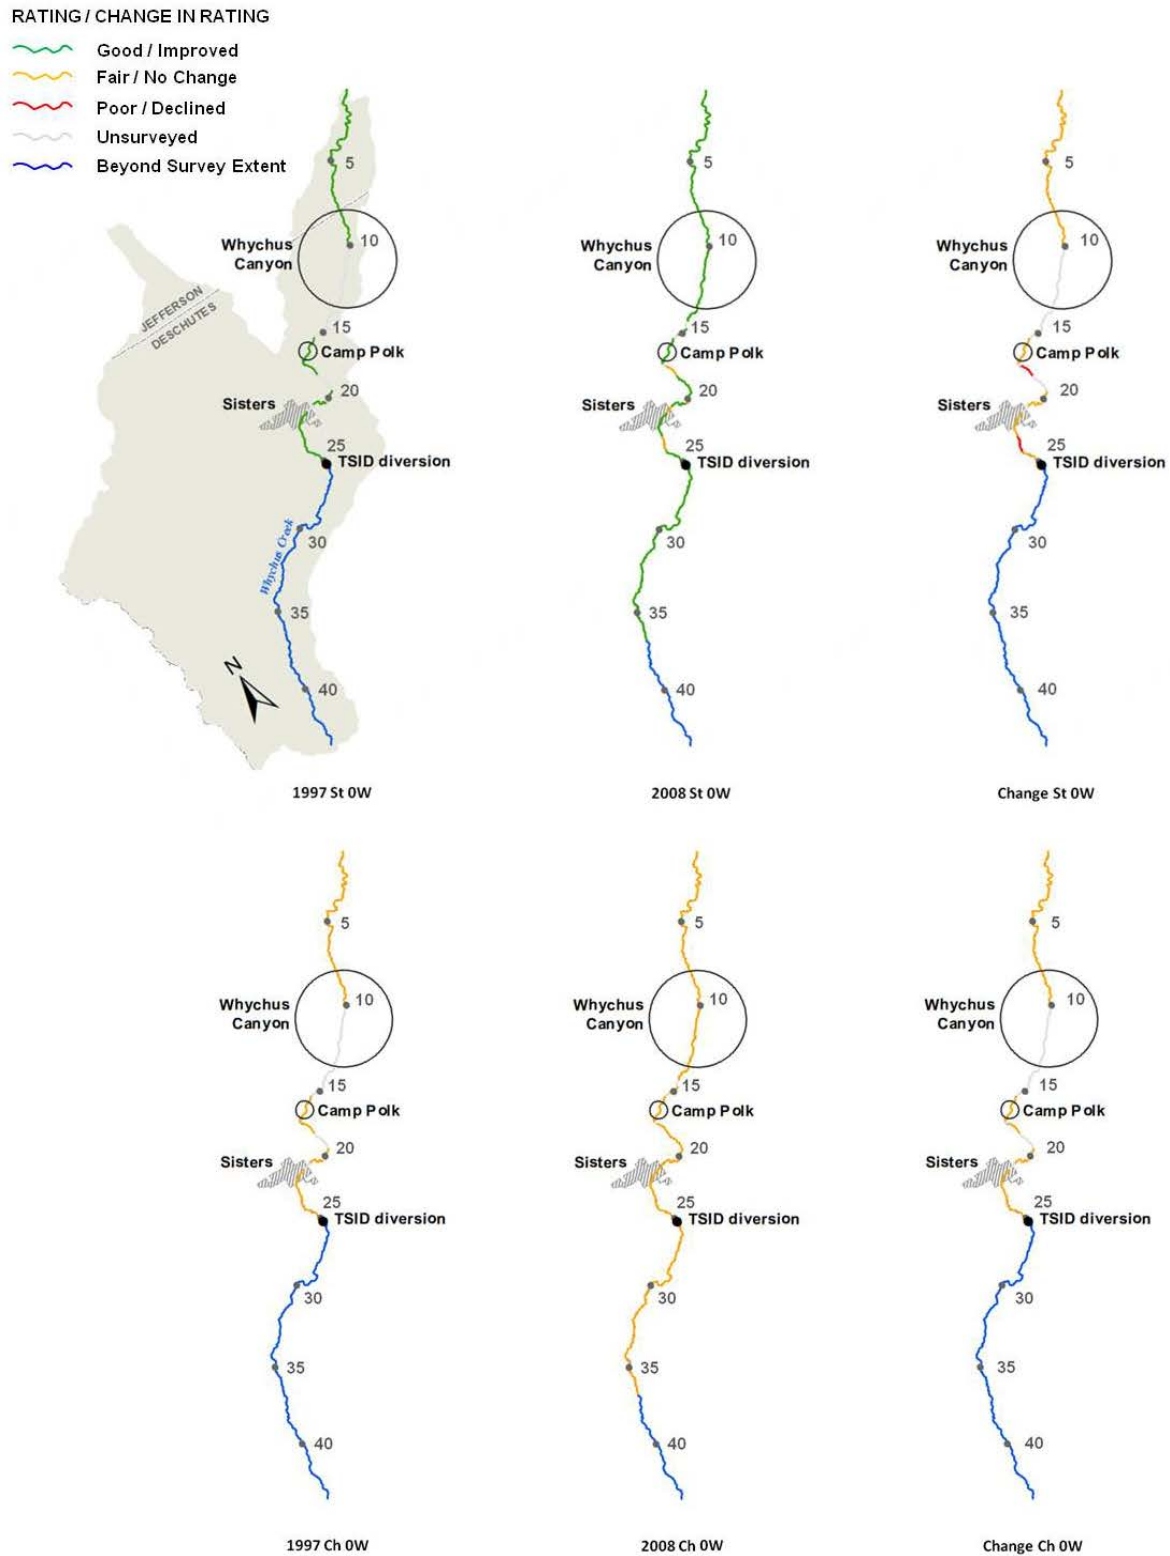 RATING / CHANGE IN RATING
Good / Improved
Fair / No Change
Poor / Declined
Unsurveyed
Beyond Survey Extent
5
Whychus
Canyon
10
JEFFERSON
DESCHUTES
15
Camp Polk
20
Sisters
25
TSID diversion
Whychus Creek
30
35
N
40
1997 St 0W
5
Whychus
Canyon
10
15
Camp Polk
20
Sisters
25
TSID diversion
30
35
40
2008 St 0W
5
Whychus
Canyon
10
15
Camp Polk
20
Sisters
25
TSID diversion
30
35
40
Change St 0W
5
Whychus
Canyon
10
15
Camp Polk
20
Sisters
25
TSID diversion
30
35
40
1997 Ch 0W
5
Whychus
Canyon
10
15
Camp Polk
20
Sisters
25
TSID diversion
30
35
40
2008 Ch 0W
5
Whychus
Canyon
10
15
Camp Polk
20
Sisters
25
TSID diversion
30
35
40
Change Ch 0W